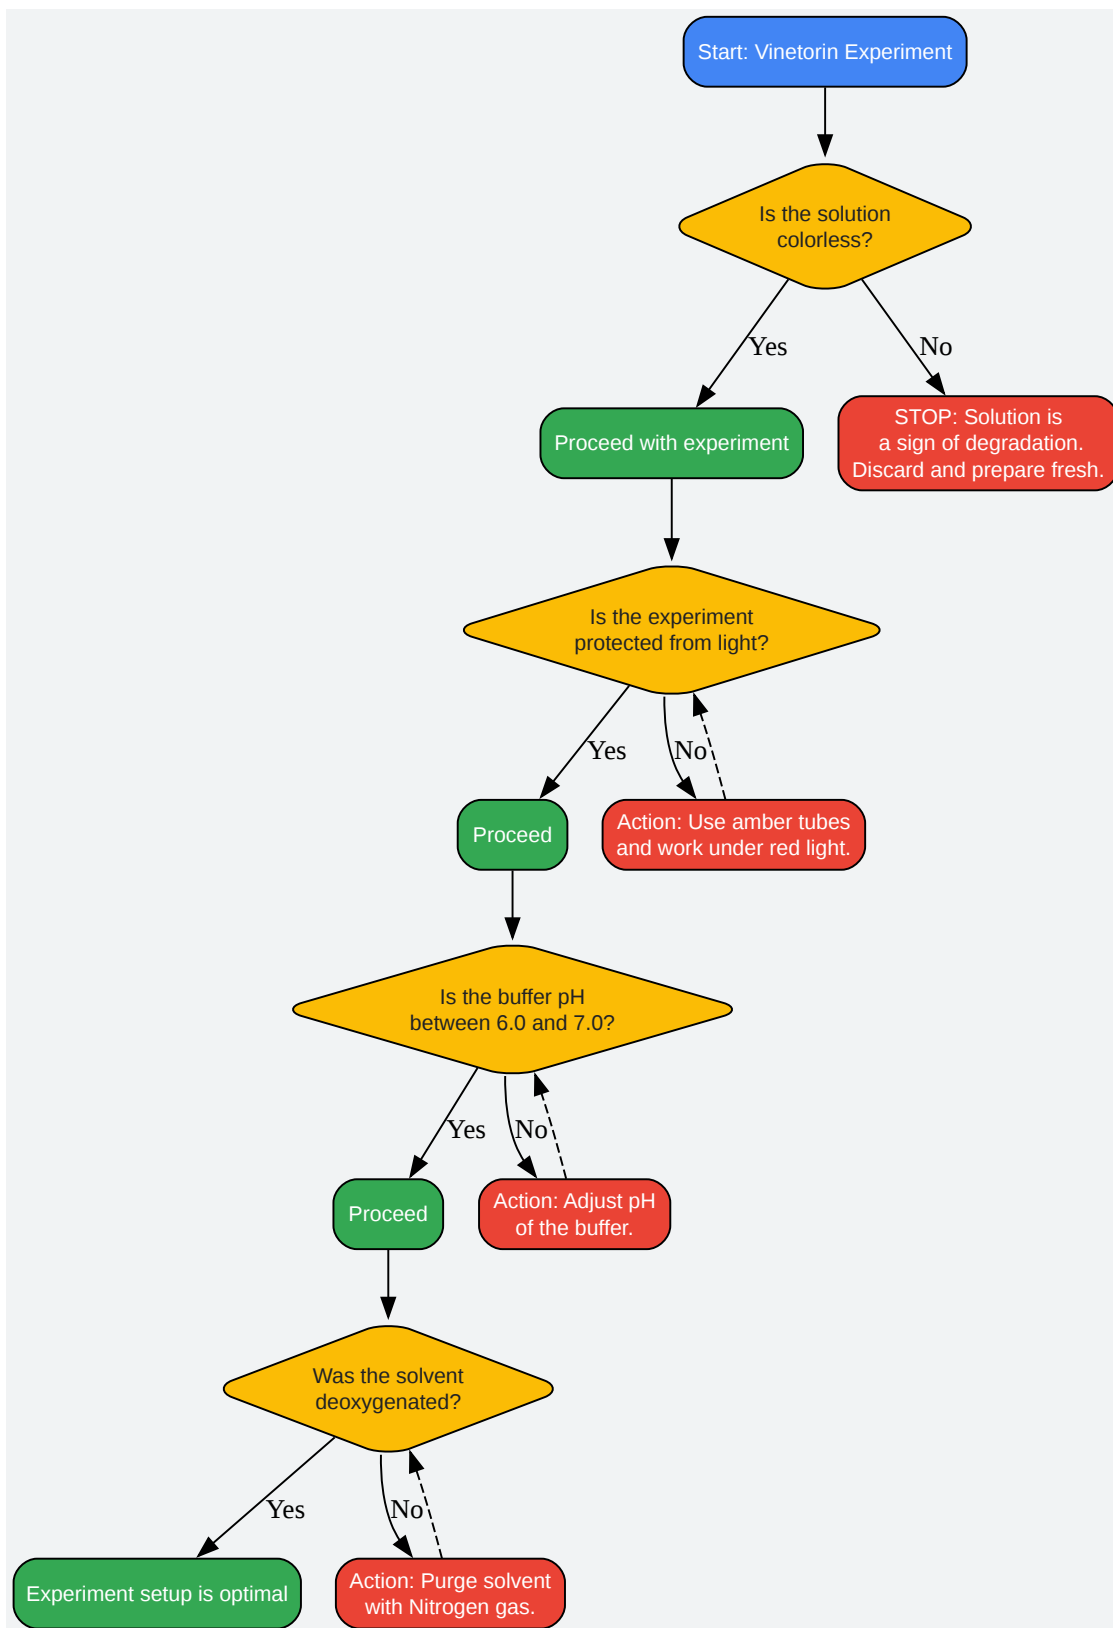 Start: Vinetorin Experiment
Is the solution
colorless?
Yes
No
Proceed with experiment
STOP: Solution is
a sign of degradation.
Discard and prepare fresh.
Is the experiment
protected from light?
Yes
No
Proceed
Action: Use amber tubes
and work under red light.
Is the buffer pH
between 6.0 and 7.0?
Yes
No
Proceed
Action: Adjust pH
of the buffer.
Was the solvent
deoxygenated?
Yes
No
Experiment setup is optimal
Action: Purge solvent
with Nitrogen gas.